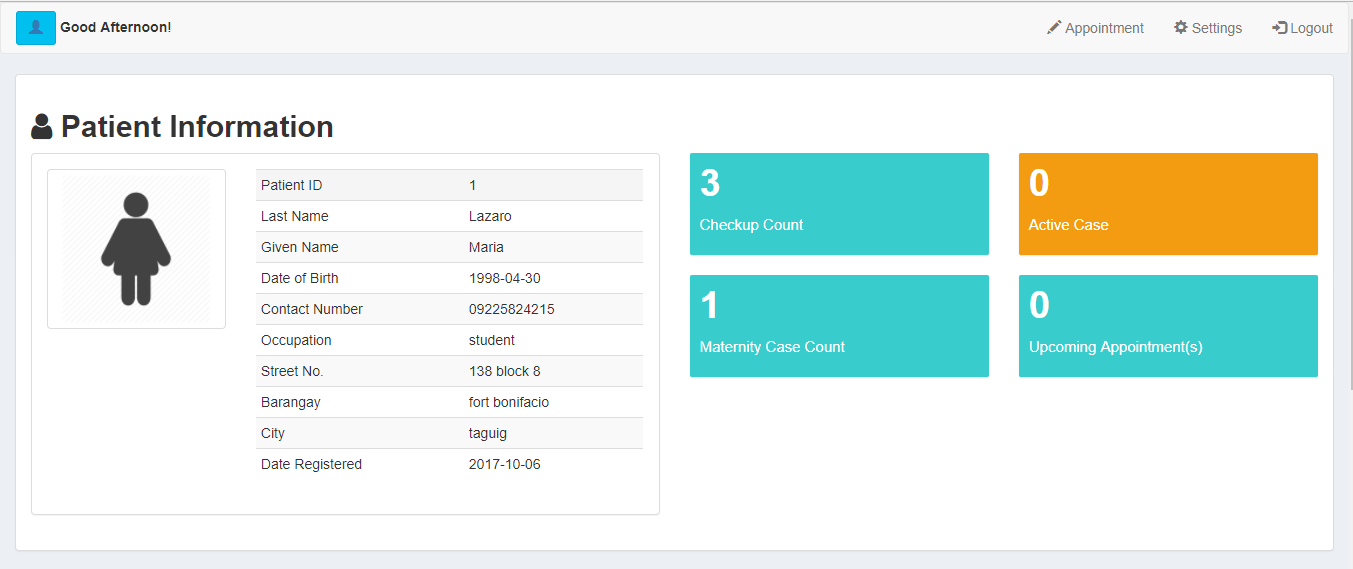 Good Afternoon!
Appointment
Settings
Logout
Patient Information
Patient ID 1
Last Name Lazaro
Given Name Maria
Date of Birth 1998-04-30
Contact Number 09225824215
Occupation student
Street No. 138 block 8
Barangay fort bonifacio
City taguig
Date Registered 2017-10-06
3
Checkup Count
0
Active Case
1
Maternity Case Count
0
Upcoming Appointment(s)